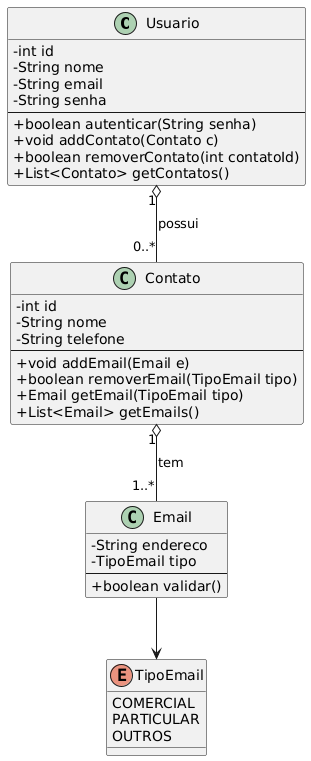 C Usuario
-int id
-String nome
-String email
-String senha
+boolean autenticar(String senha)
+void addContato(Contato c)
+boolean removerContato(int contatoId)
+List<Contato> getContatos()
1
possui
0..*
C Contato
-int id
-String nome
-String telefone
+void addEmail(Email e)
+boolean removerEmail(TipoEmail tipo)
+Email getEmail(TipoEmail tipo)
+List<Email> getEmails()
1
tem
1..*
C Email
-String endereco
-TipoEmail tipo
+boolean validar()
E TipoEmail
COMERCIAL
PARTICULAR
OUTROS